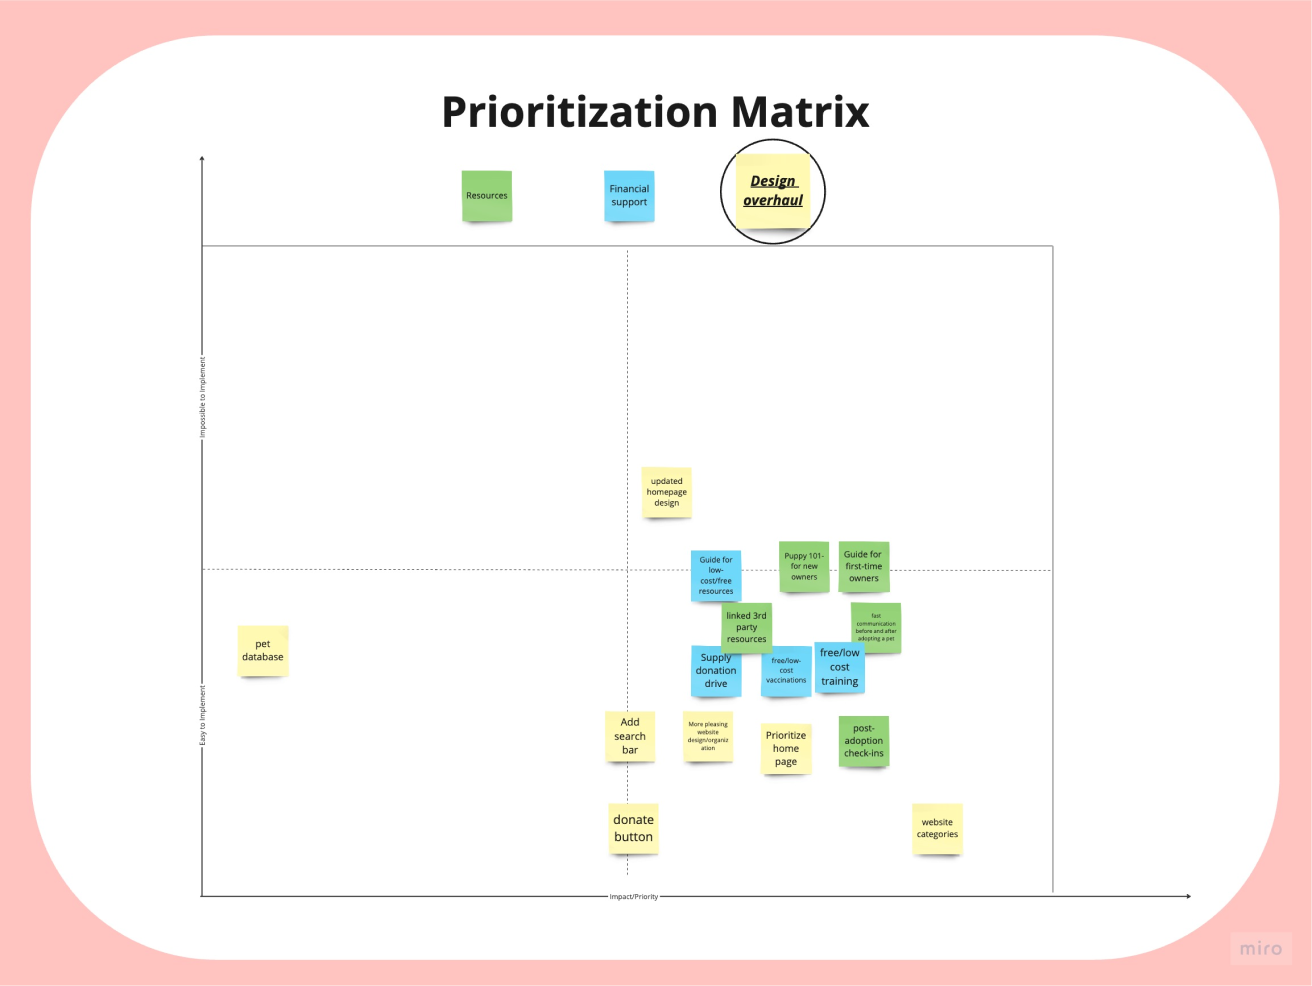 Prioritization Matrix
Resources
Financial
support
Design
overhaul
Impossible to Implement
updated
homepage
design
Guide for
low-
cost/free
resources
Puppy 101-
for new
owners
Guide for
first-time
owners
linked 3rd
party
resources
fast
communication
before and after
adopting a pet
pet
database
Supply
donation
drive
free/low-
cost
vaccinations
free/low
cost
training
Easy to Implement
Add
search
bar
More pleasing
website
design/organiz
ation
Prioritize
home
page
post-
adoption
check-ins
donate
button
website
categories
Impact/Priority
miro